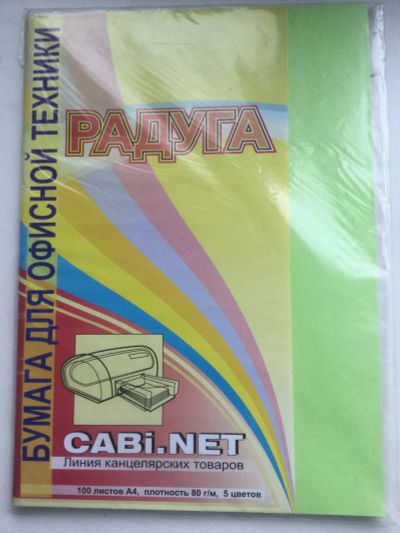 БУМАГА ДЛЯ ОФИСНОЙ ТЕХНИКИ
РАДУГА
CABi.NET
Линия канцелярских товаров
100 листов А4, плотность 80 г/м, 5 цветов